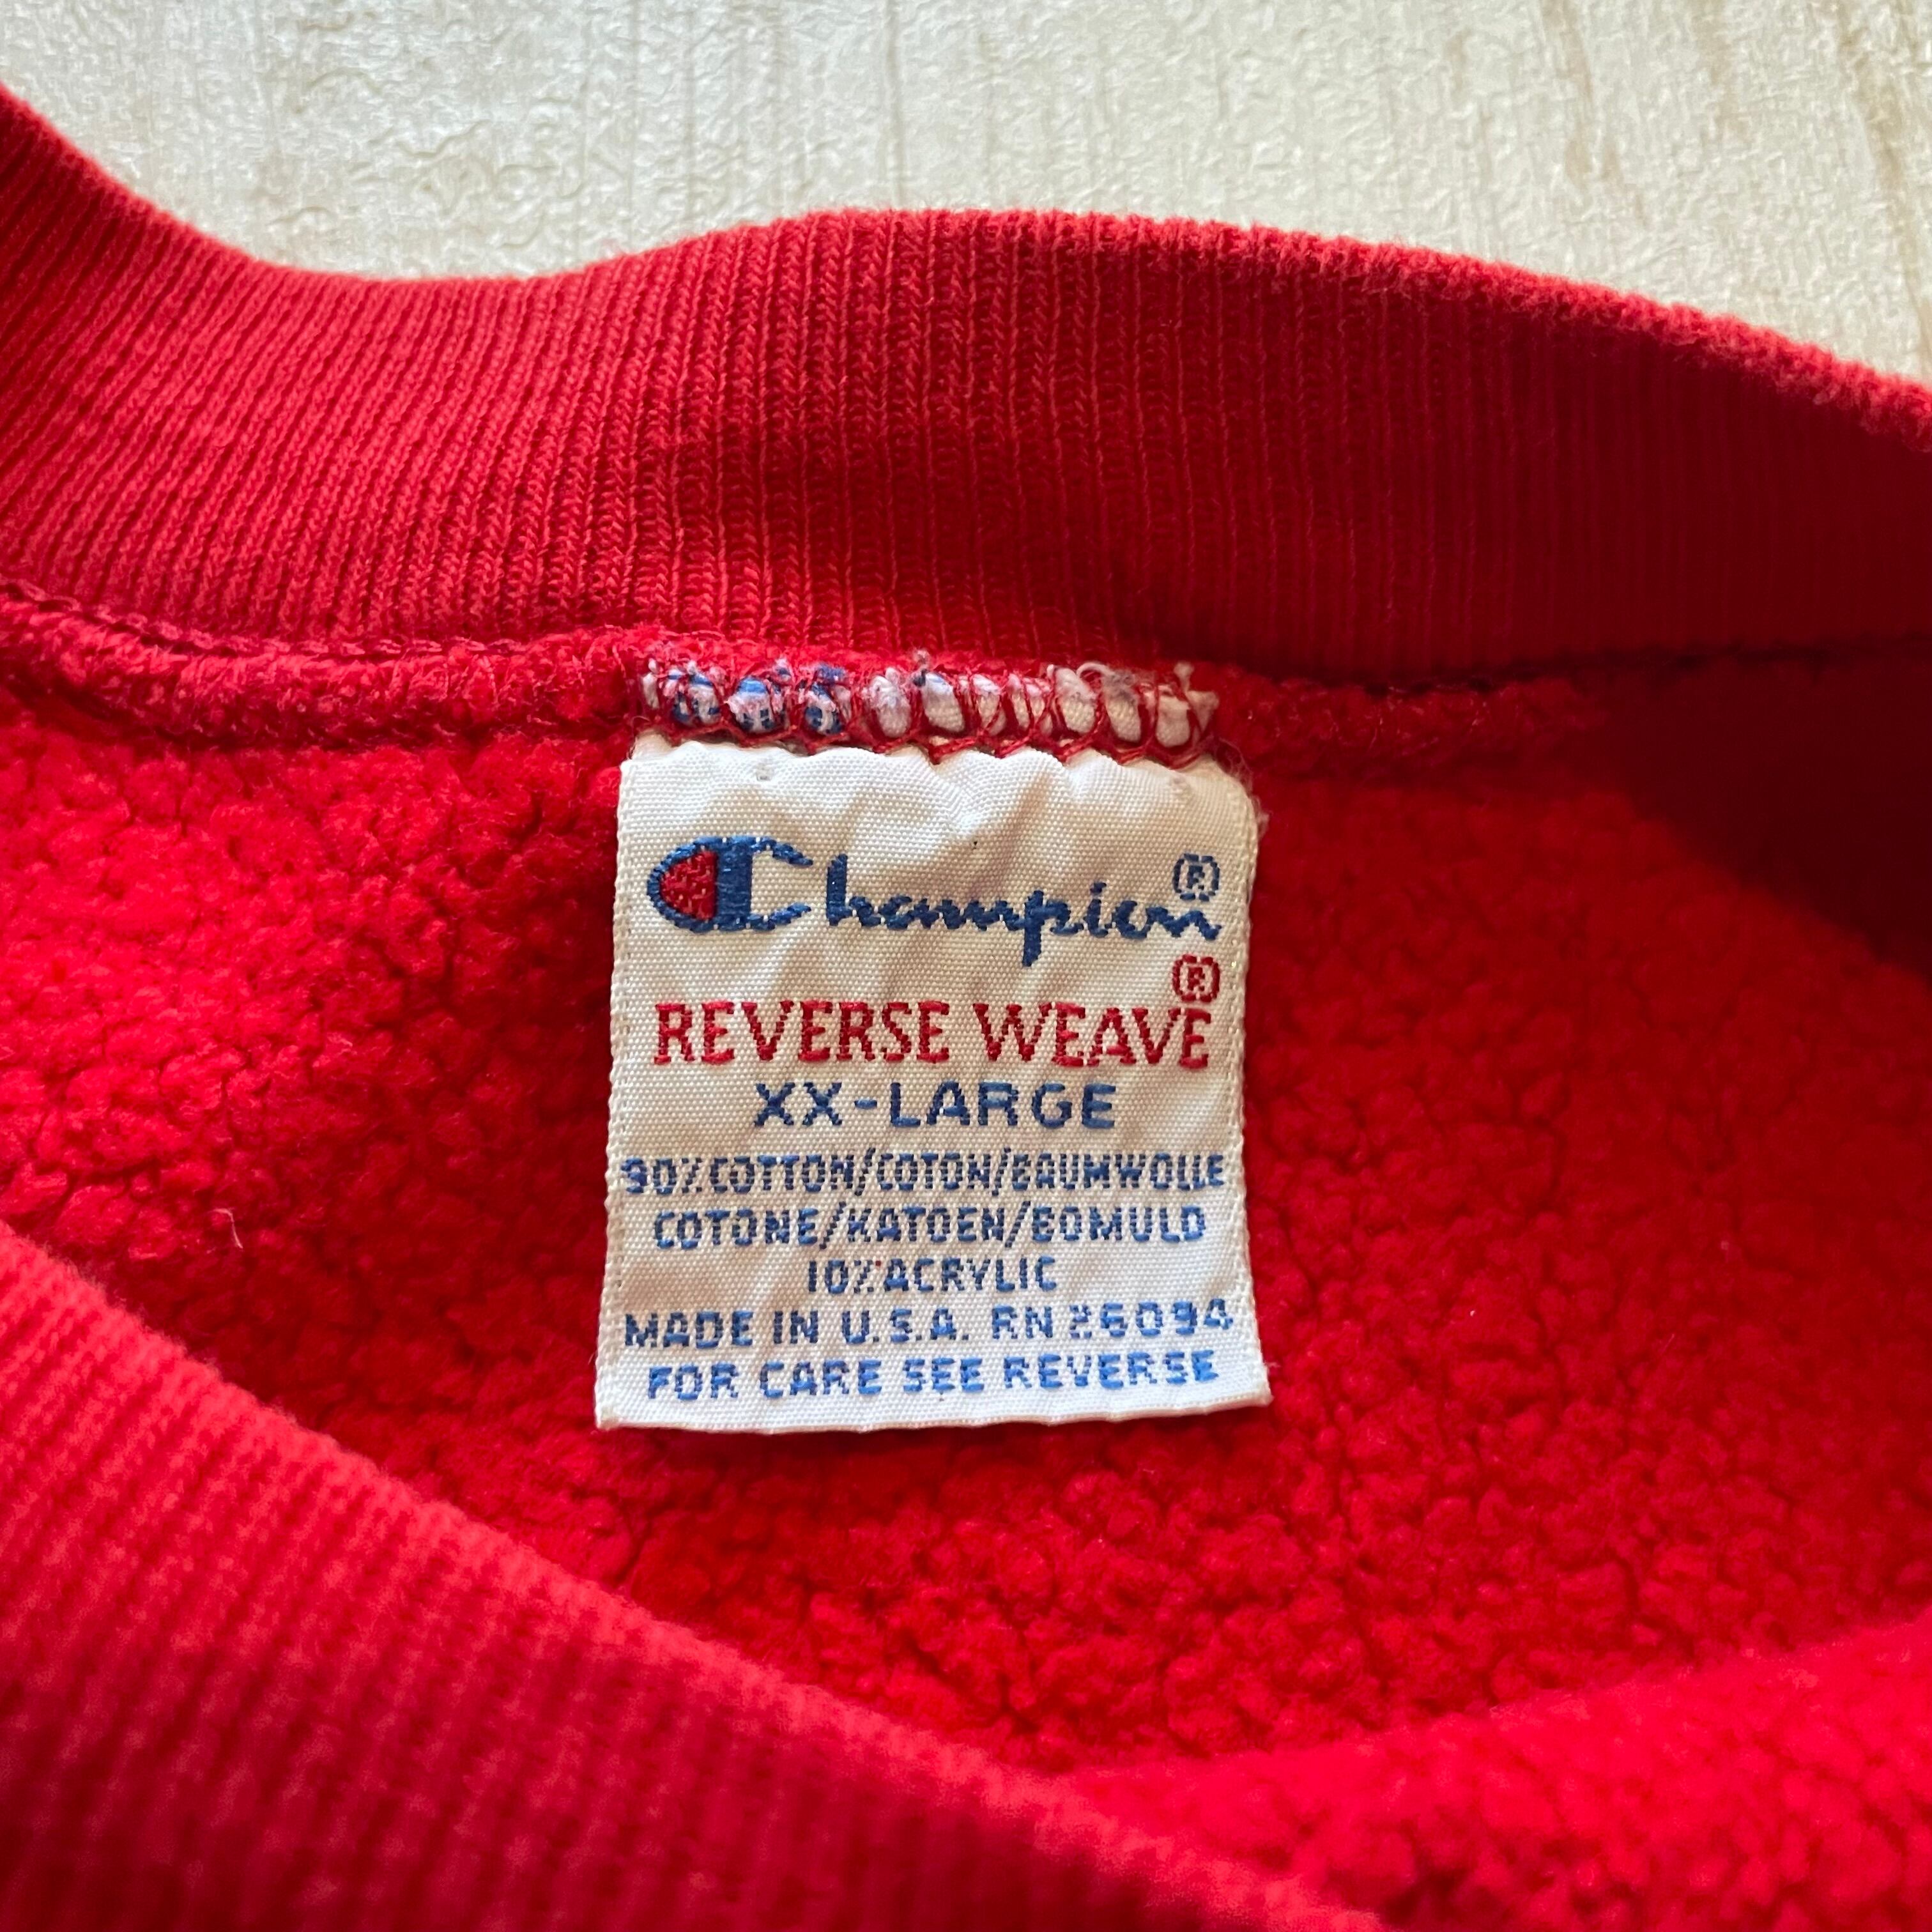 Champion®
REVERSE WEAVE®
XX-LARGE
90% COTTON/COTON/BAUMWOLLE
COTONE/KATOEN/BOMULD
10% ACRYLIC
MADE IN U.S.A. RN 26094
FOR CARE SEE REVERSE